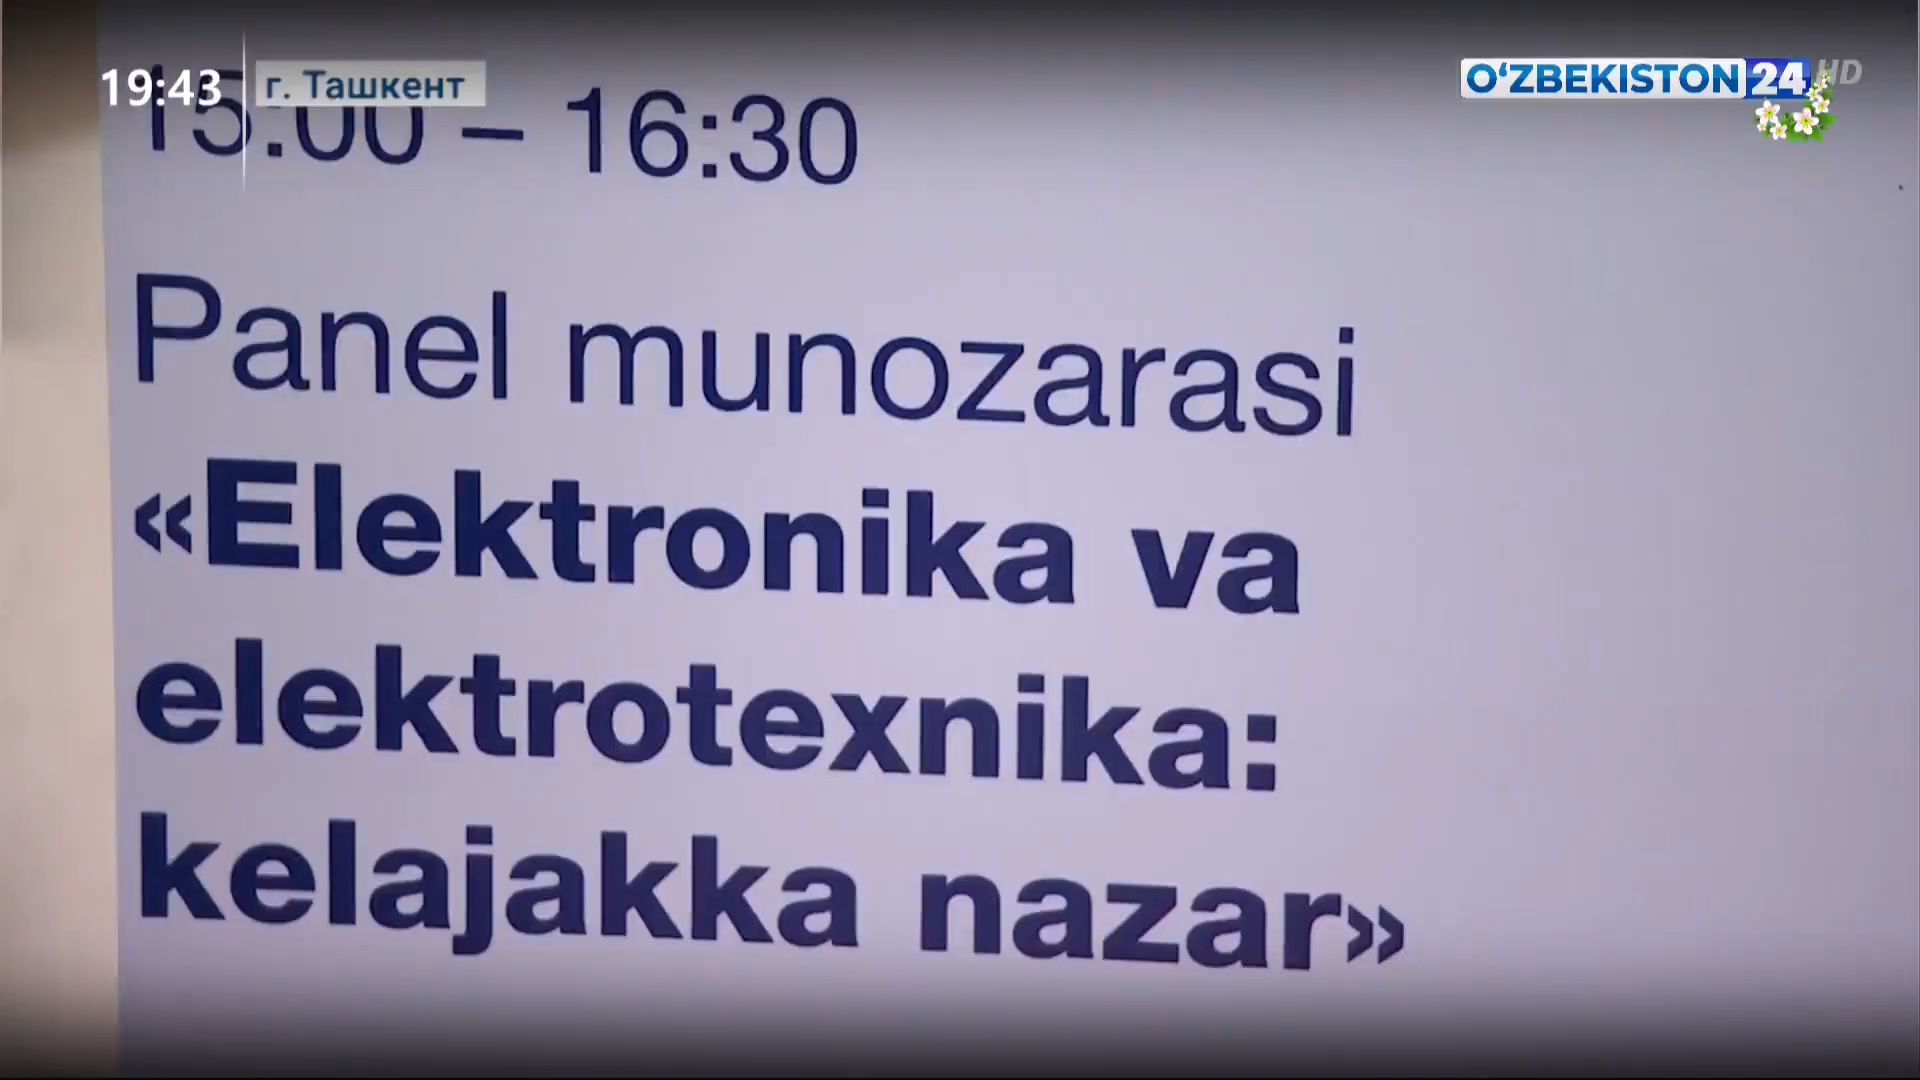 19:43
г. Ташкент
O‘ZBEKISTON 24 HD
15:00 – 16:30
Panel munozarasi
«Elektronika va
elektrotexnika:
kelajakka nazar»